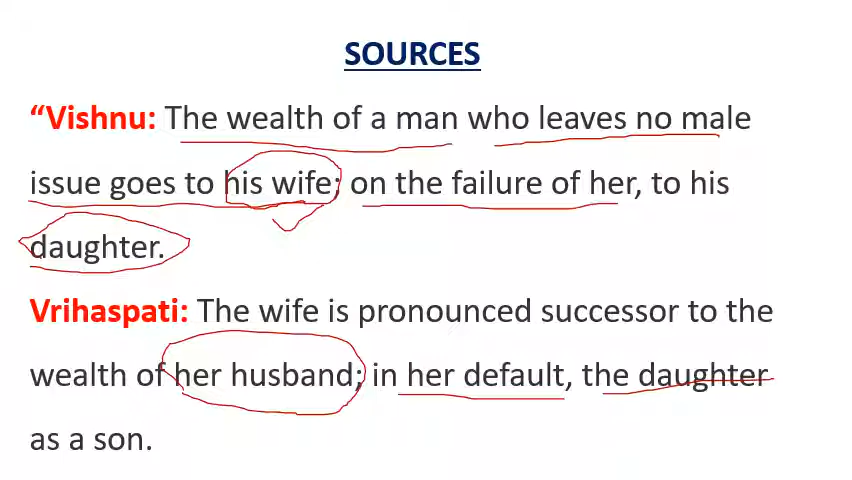 SOURCES
“Vishnu: The wealth of a man who leaves no male
issue goes to his wife; on the failure of her, to his
daughter.
Vrihaspati: The wife is pronounced successor to the
wealth of her husband; in her default, the daughter
as a son.